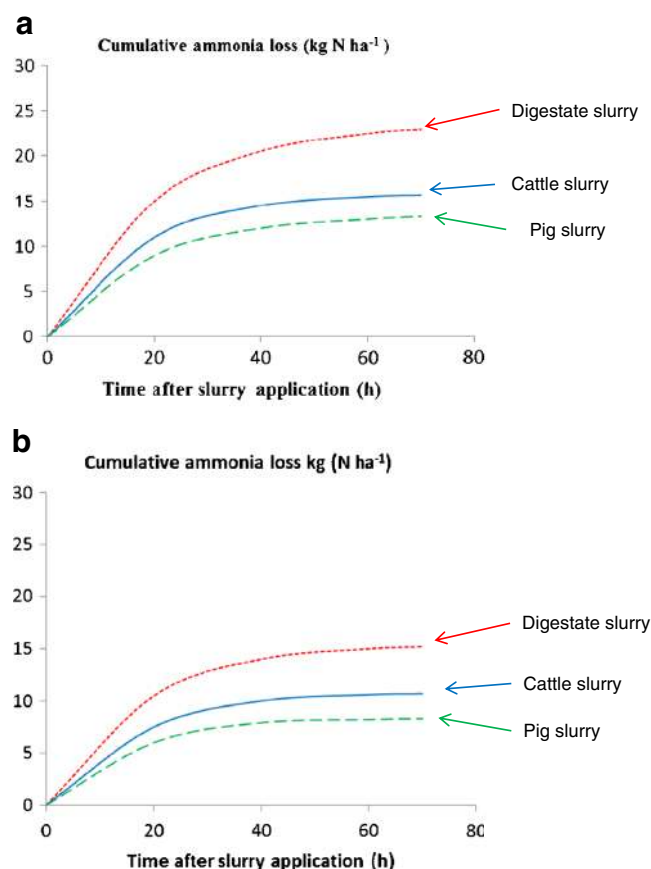 a
Cumulative ammonia loss (kg N ha⁻¹ )
30
25
20
15
10
5
0
Digestate slurry
Cattle slurry
Pig slurry
0 20 40 60 80
Time after slurry application (h)
b
Cumulative ammonia loss kg (N ha⁻¹)
30
25
20
15
10
5
0
Digestate slurry
Cattle slurry
Pig slurry
0 20 40 60 80
Time after slurry application (h)